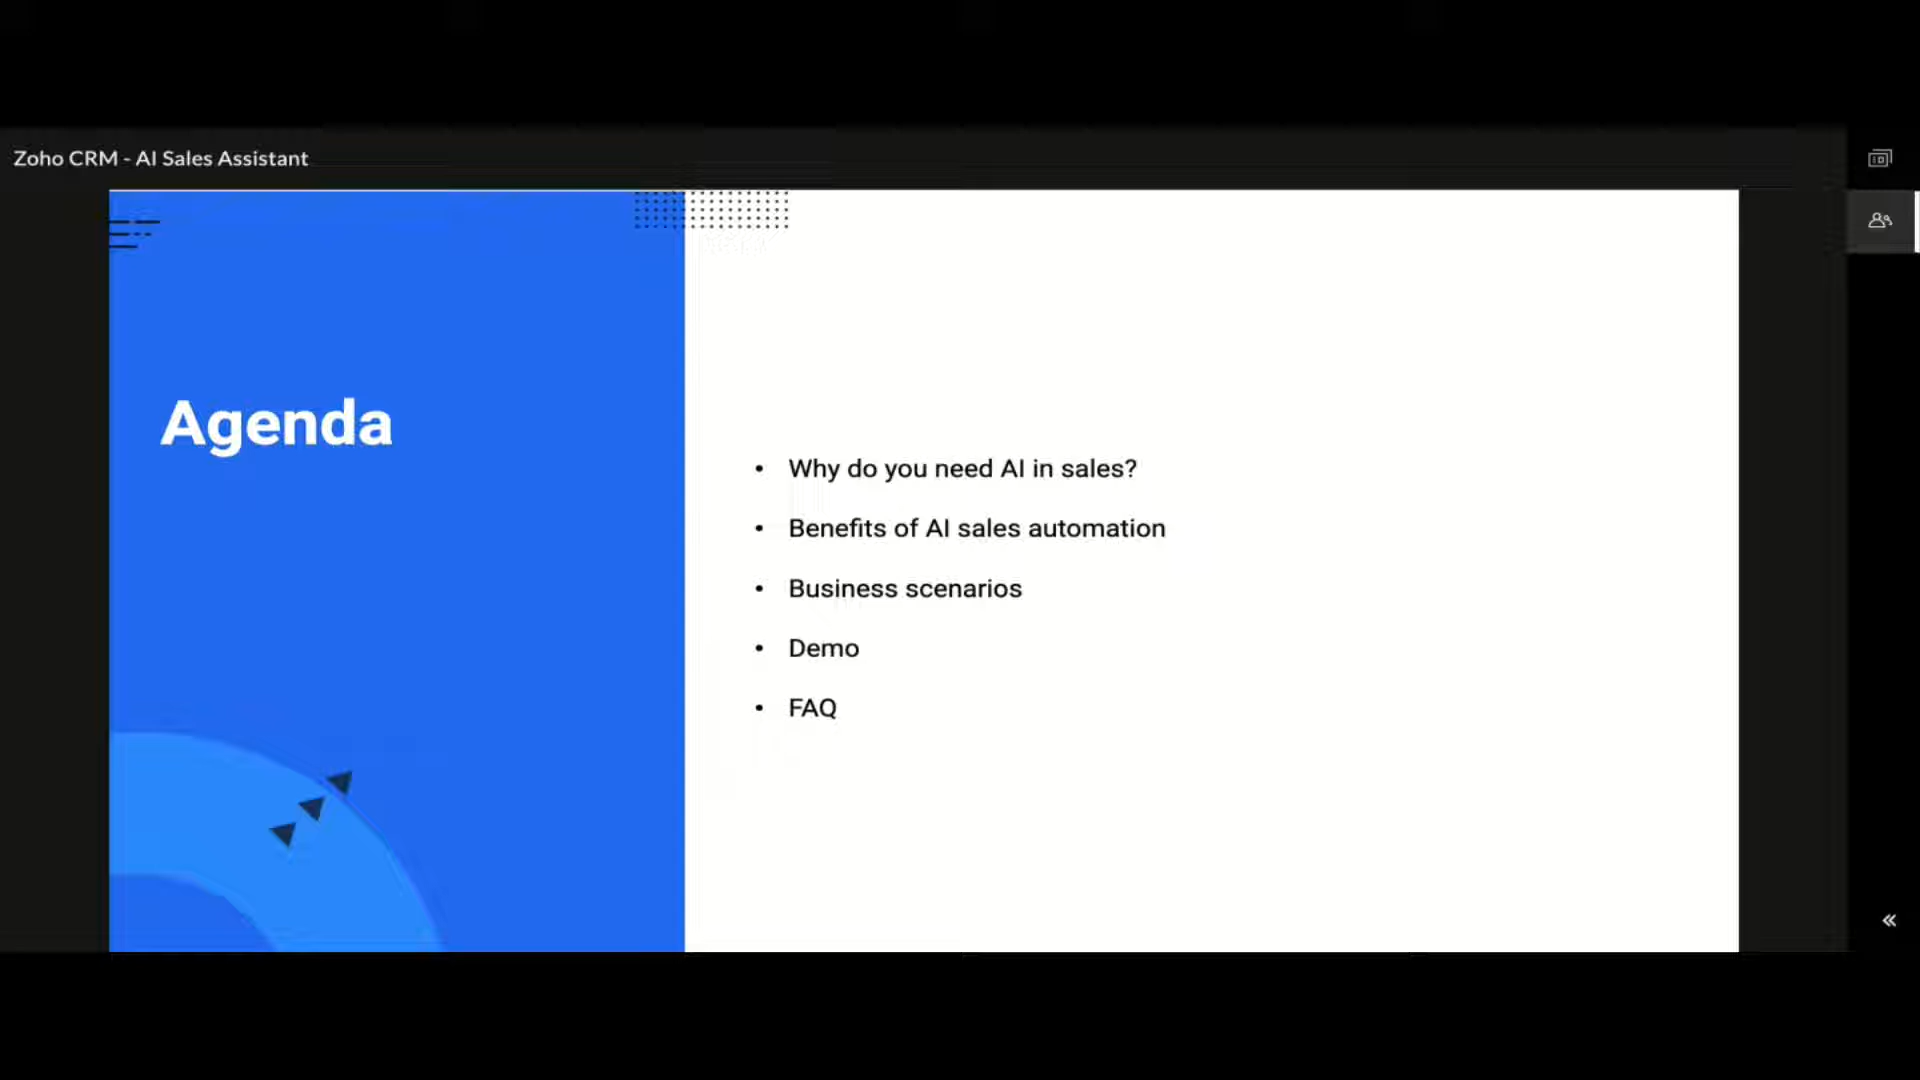 Zoho CRM - AI Sales Assistant
Agenda
• Why do you need AI in sales?
• Benefits of AI sales automation
• Business scenarios
• Demo
• FAQ